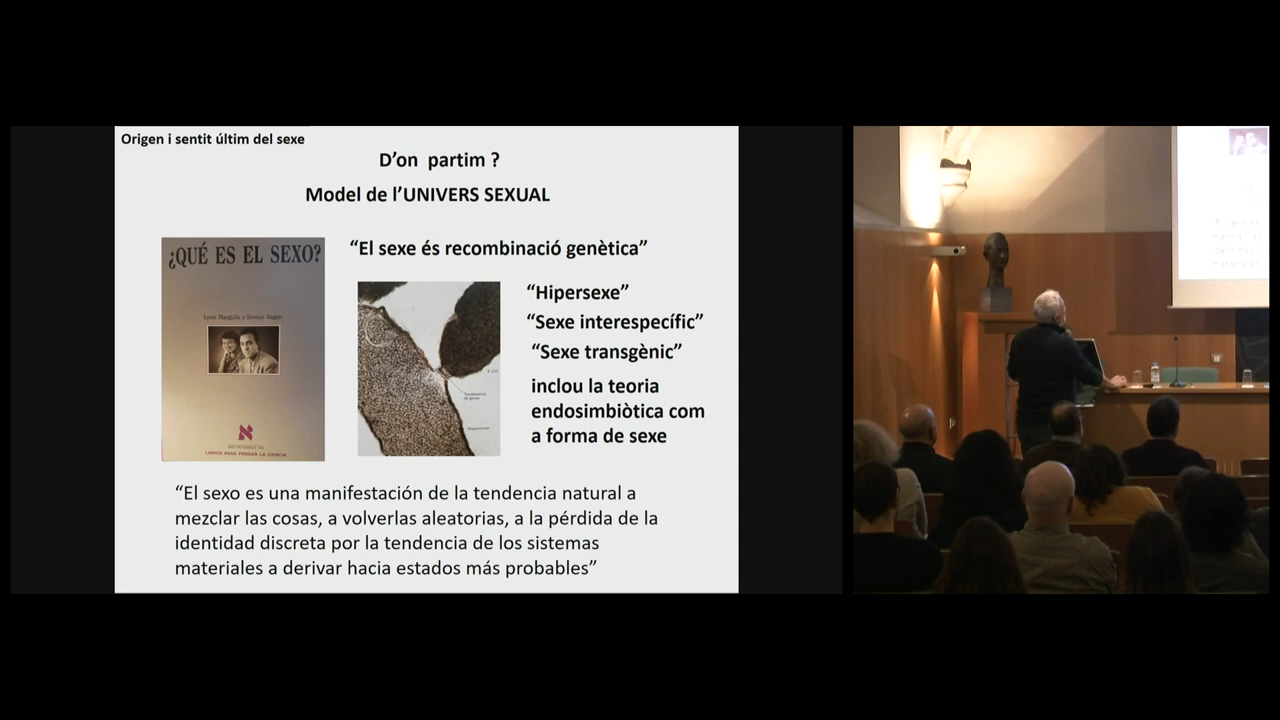 Origen i sentit últim del sexe
D'on partim ?
Model de l'UNIVERS SEXUAL
¿QUÉ ES EL SEXO?
Lynn Margulis y Dorion Sagan
METATEMAS
LIBROS PARA PENSAR LA CIENCIA
“El sexe és recombinació genètica”
“Hipersexe”
“Sexe interespecífic”
“Sexe transgènic”
inclou la teoria
endosimbiòtica com
a forma de sexe
“El sexo es una manifestación de la tendencia natural a
mezclar las cosas, a volverlas aleatorias, a la pérdida de la
identidad discreta por la tendencia de los sistemas
materiales a derivar hacia estados más probables”